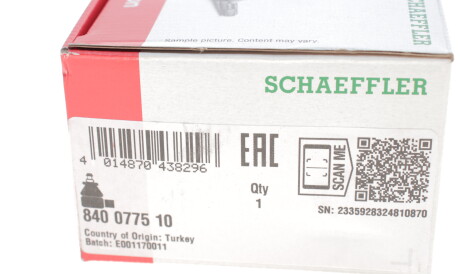 Sample picture. Content may vary.
SCHAEFFLER
4 014870 438296
EAC
SCAN ME
Qty
1
SN: 2335928324810870
840 0775 10
Country of Origin: Turkey
Batch: E001170011